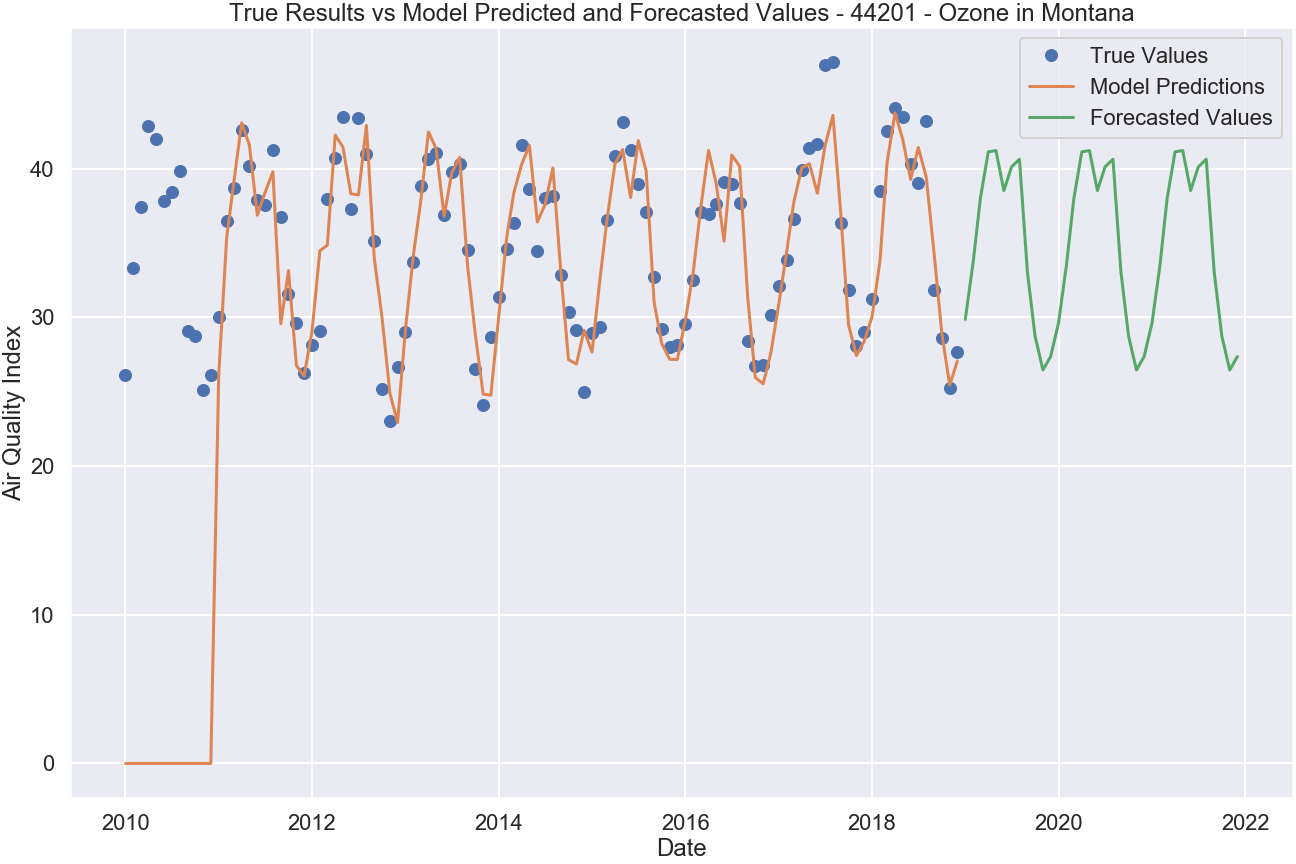 True Results vs Model Predicted and Forecasted Values - 44201 - Ozone in Montana
True Values
Model Predictions
Forecasted Values
Air Quality Index
40
30
20
10
0
2010 2012 2014 2016 2018 2020 2022
Date